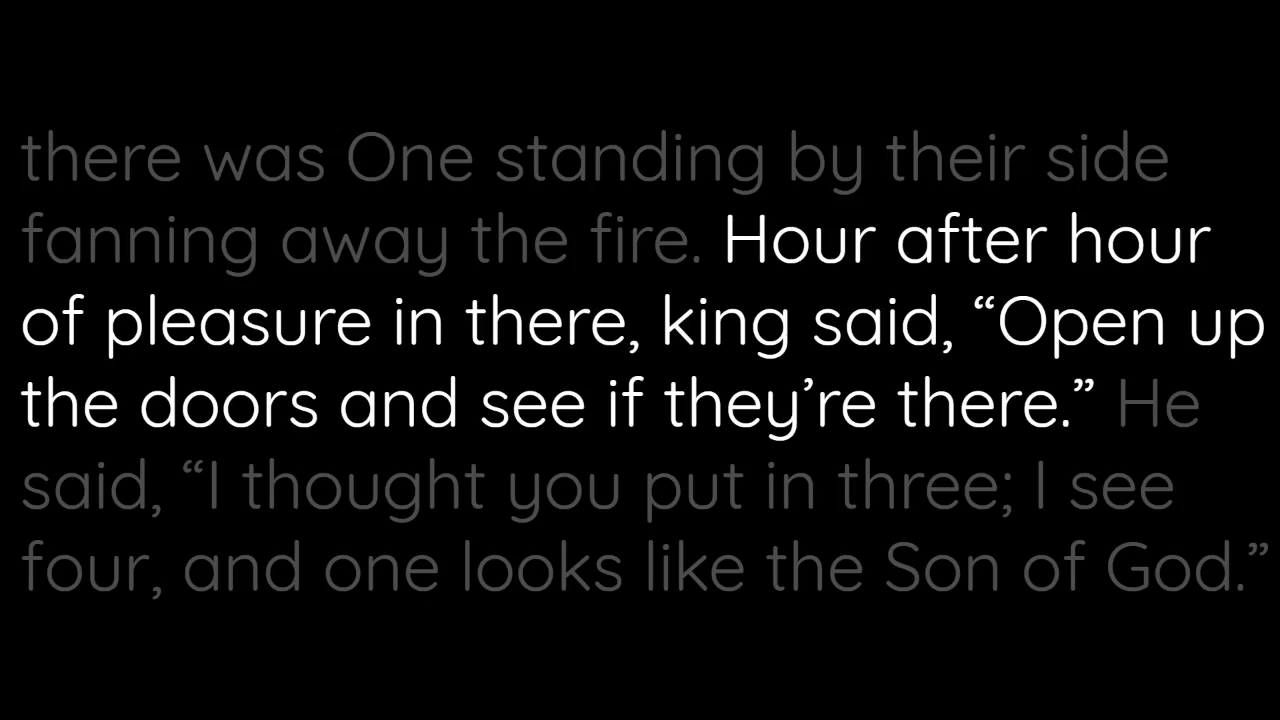 there was One standing by their side
fanning away the fire. Hour after hour
of pleasure in there, king said, “Open up
the doors and see if they’re there.” He
said, “I thought you put in three; I see
four, and one looks like the Son of God.”